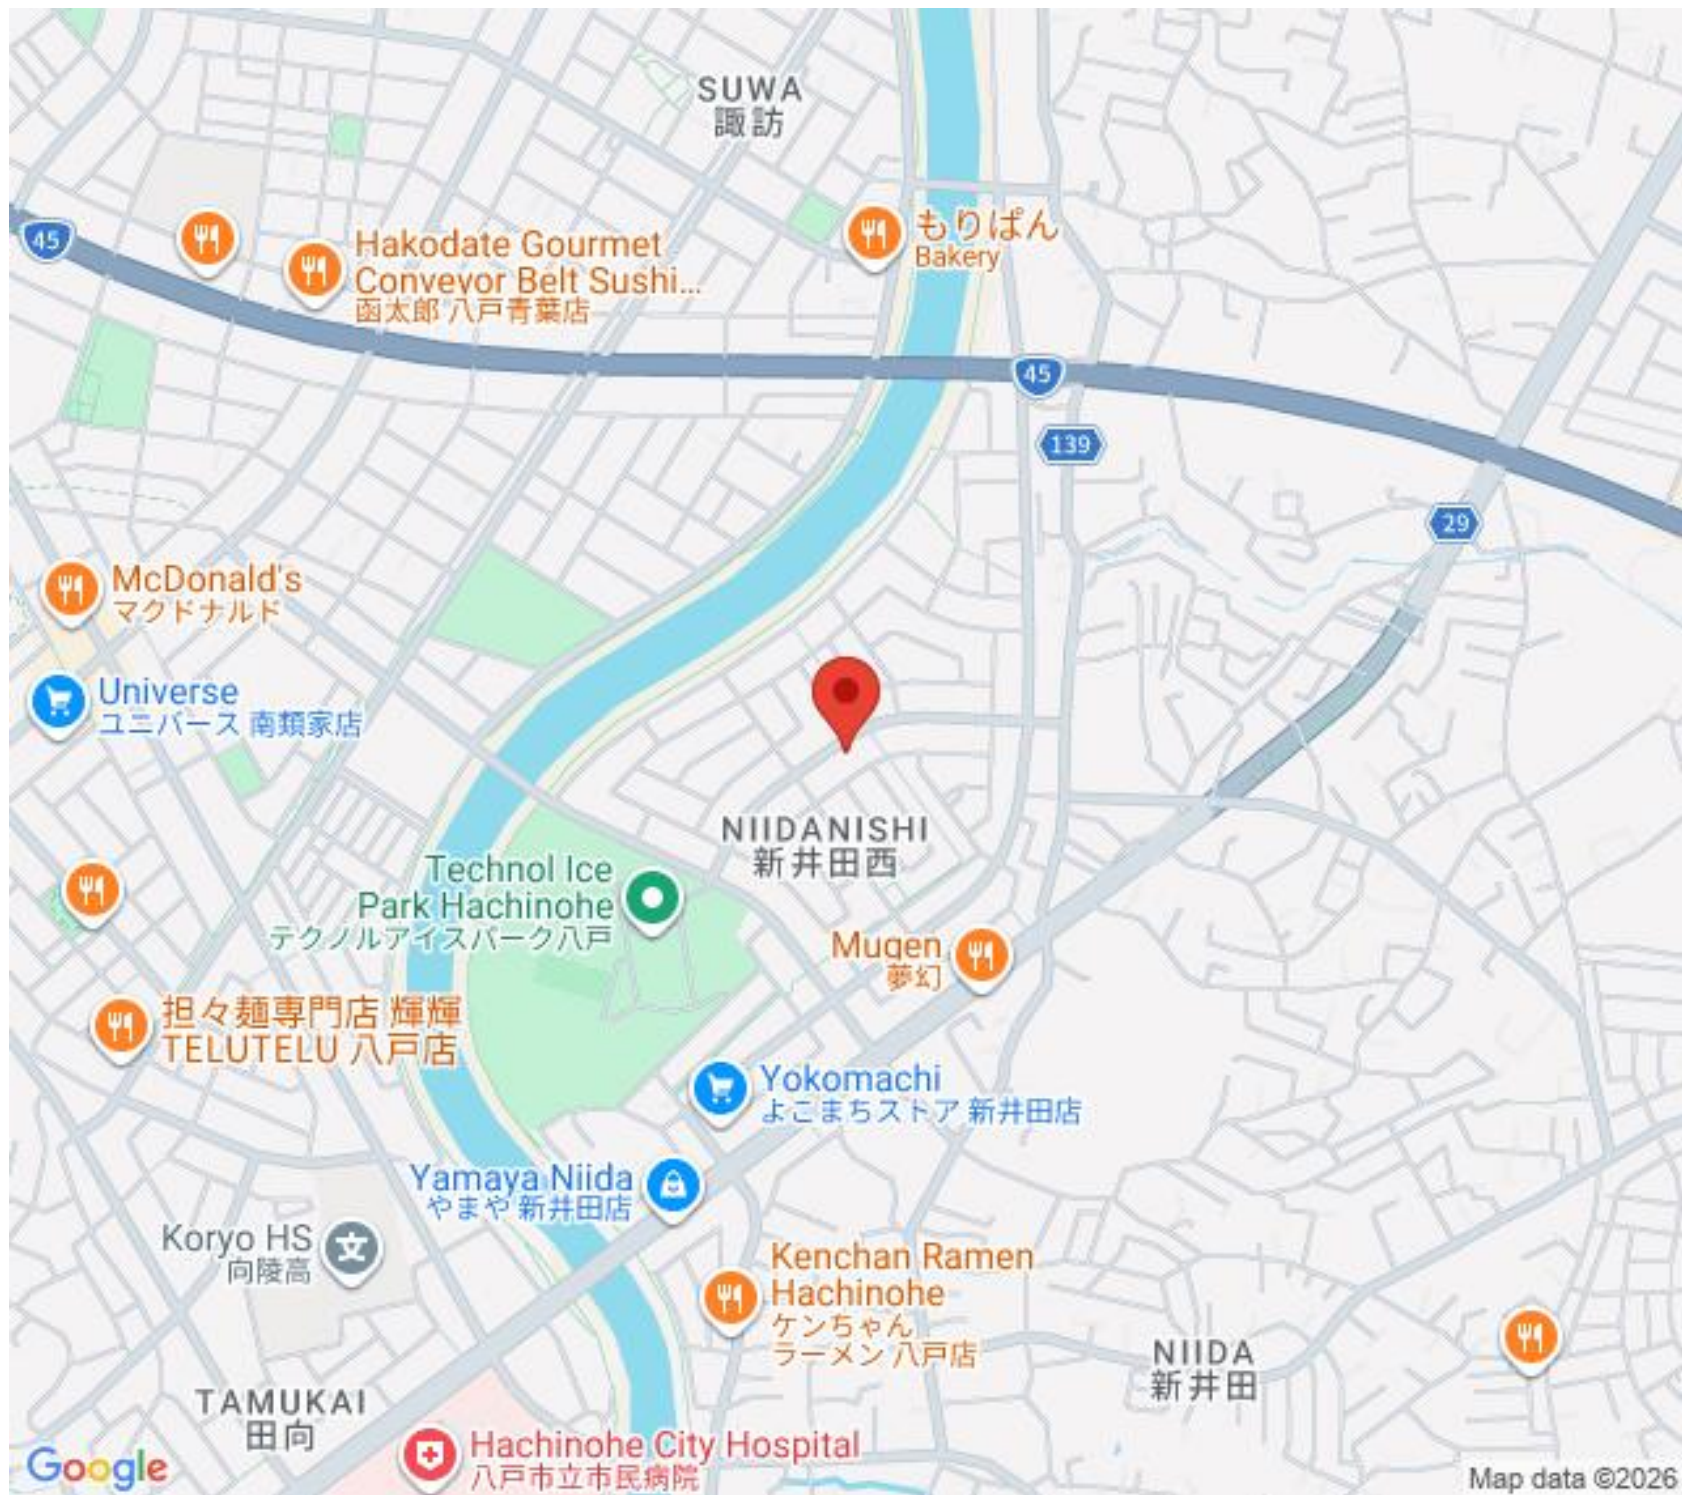 SUWA
諏訪
45
もりぱん
Bakery
Hakodate Gourmet
Conveyor Belt Sushi...
函太郎 八戸青葉店
45
139
29
McDonald's
マクドナルド
Universe
ユニバース 南類家店
NIIDANISHI
新井田西
Technol Ice
Park Hachinohe
テクノルアイスパーク八戸
Mugen
夢幻
担々麺専門店 輝輝
TELUTELU 八戸店
Yokomachi
よこまちストア 新井田店
Yamaya Niida
やまや 新井田店
Koryo HS
向陵高
文
Kenchan Ramen
Hachinohe
ケンちゃん
ラーメン 八戸店
NIIDA
新井田
TAMUKAI
田向
Hachinohe City Hospital
八戸市立市民病院
Google
Map data ©2026